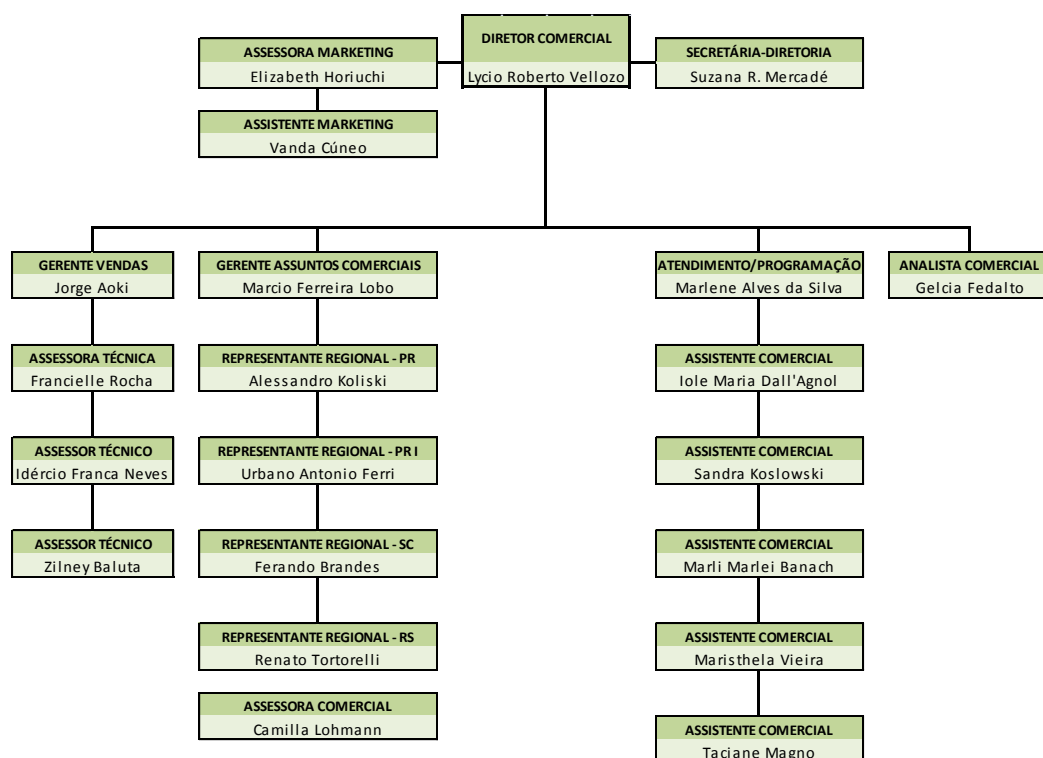 DIRETOR COMERCIAL
Lycio Roberto Vellozo
ASSESSORA MARKETING
Elizabeth Horiuchi
SECRETÁRIA-DIRETORIA
Suzana R. Mercadé
ASSISTENTE MARKETING
Vanda Cúneo
GERENTE VENDAS
Jorge Aoki
ASSESSORA TÉCNICA
Francielle Rocha
ASSESSOR TÉCNICO
Idércio Franca Neves
ASSESSOR TÉCNICO
Zilney Baluta
GERENTE ASSUNTOS COMERCIAIS
Marcio Ferreira Lobo
REPRESENTANTE REGIONAL - PR
Alessandro Koliski
REPRESENTANTE REGIONAL - PR I
Urbano Antonio Ferri
REPRESENTANTE REGIONAL - SC
Ferando Brandes
REPRESENTANTE REGIONAL - RS
Renato Tortorelli
ASSESSORA COMERCIAL
Camilla Lohmann
ATENDIMENTO/PROGRAMAÇÃO
Marlene Alves da Silva
ASSISTENTE COMERCIAL
Iole Maria Dall'Agnol
ASSISTENTE COMERCIAL
Sandra Koslowski
ASSISTENTE COMERCIAL
Marli Marlei Banach
ASSISTENTE COMERCIAL
Maristhela Vieira
ASSISTENTE COMERCIAL
Taciane Magno
ANALISTA COMERCIAL
Gelcia Fedalto